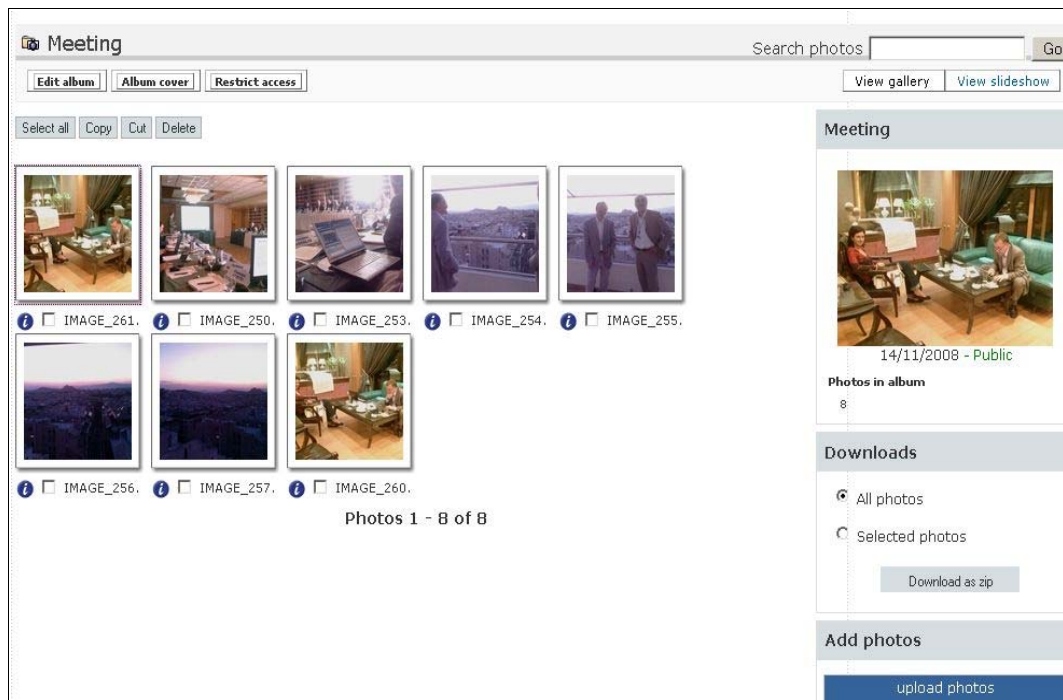 Meeting
Search photos
Go
Edit album
Album cover
Restrict access
View gallery
View slideshow
Select all
Copy
Cut
Delete
IMAGE_261.
IMAGE_250.
IMAGE_253.
IMAGE_254.
IMAGE_255.
IMAGE_256.
IMAGE_257.
IMAGE_260.
Photos 1 - 8 of 8
Meeting
14/11/2008 - Public
Photos in album
8
Downloads
All photos
Selected photos
Download as zip
Add photos
upload photos